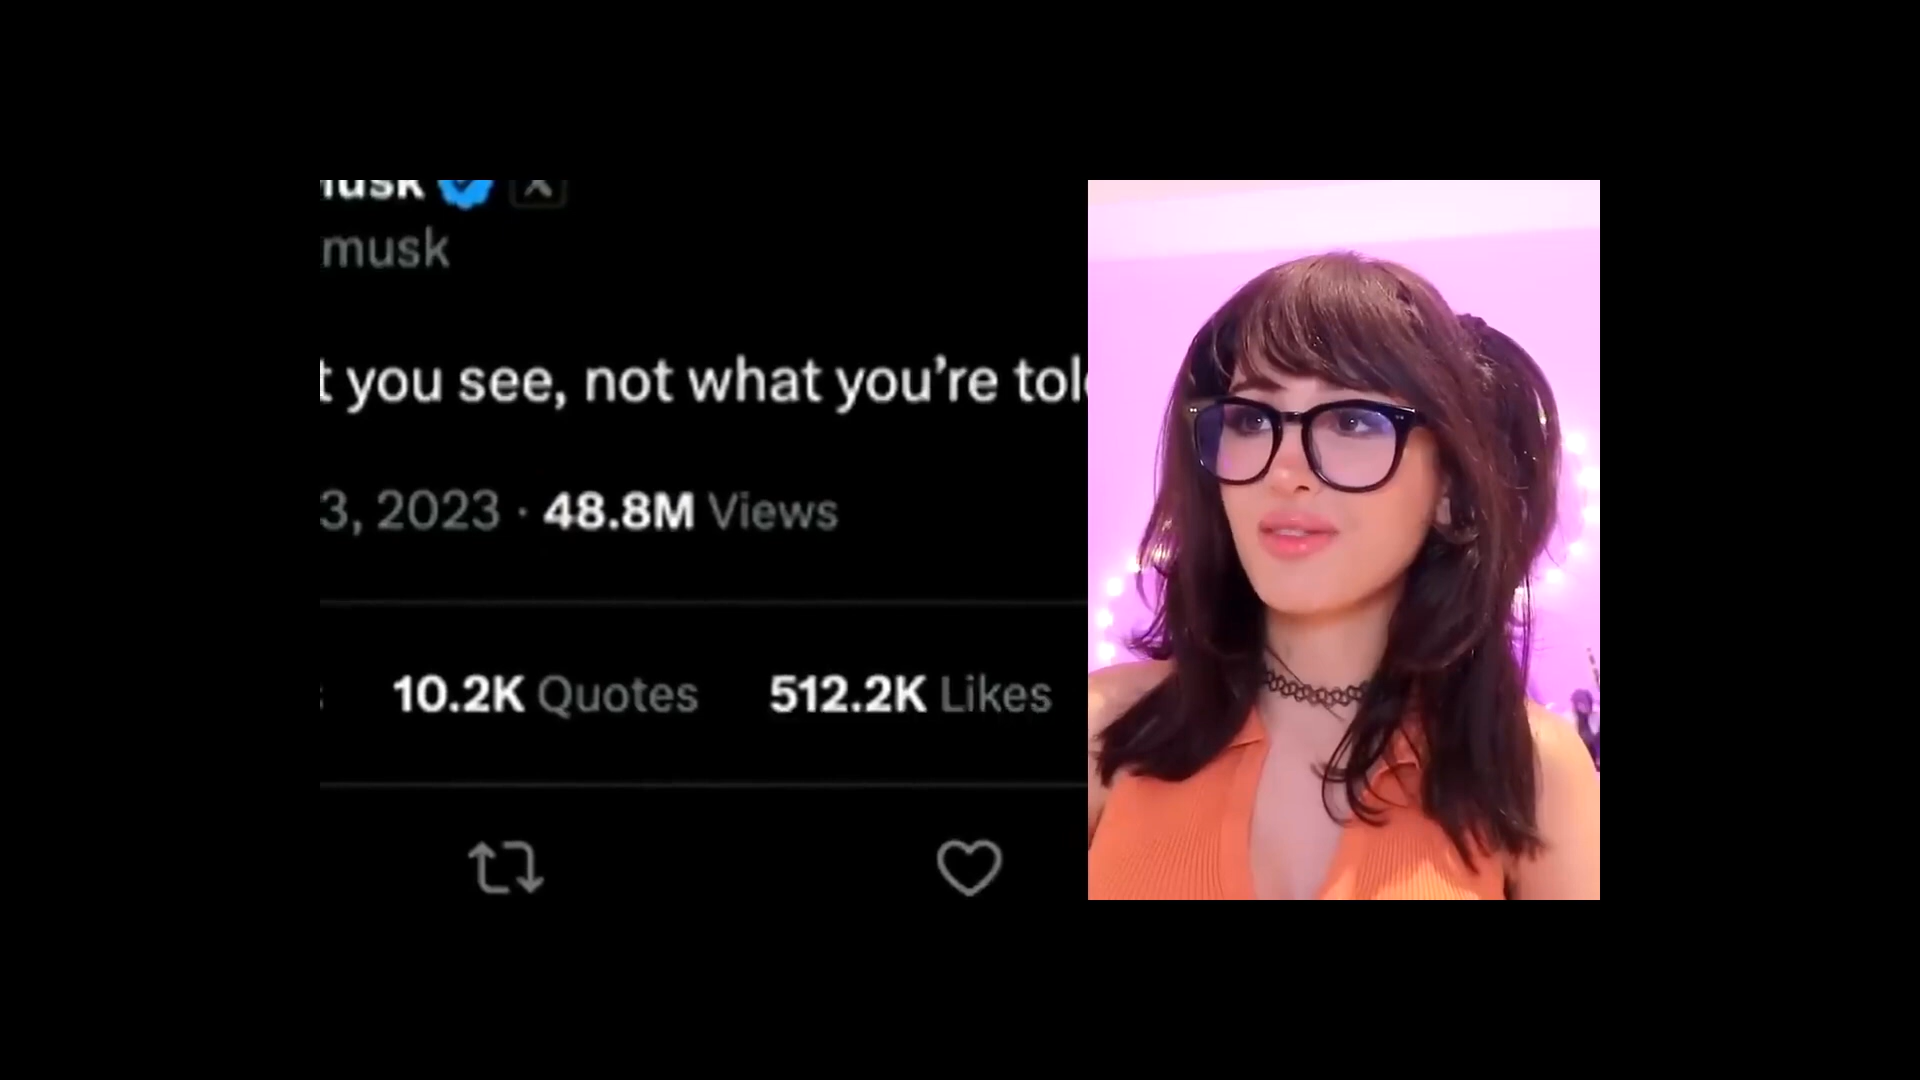 musk
musk
t you see, not what you're tol
3, 2023 · 48.8M Views
10.2K Quotes 512.2K Likes